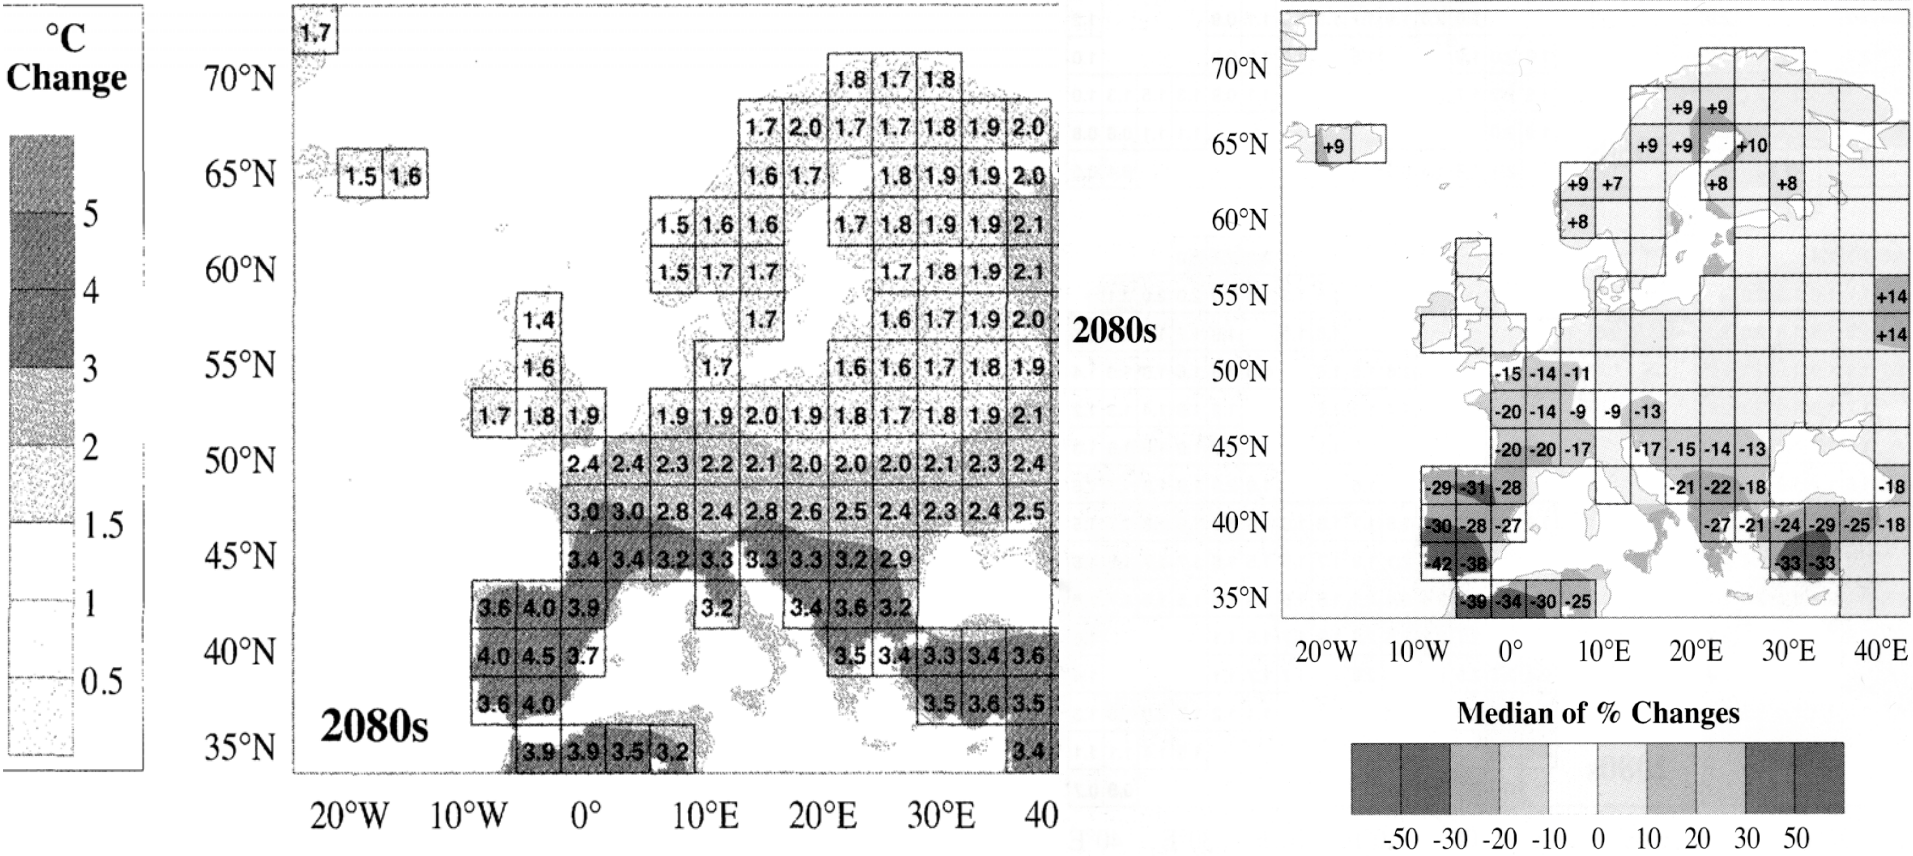 °C
Change
5
4
3
2
1.5
1
0.5
70°N
65°N
60°N
55°N
50°N
45°N
40°N
35°N
1.7
1.8 1.7 1.8
1.7 2.0 1.7 1.7 1.8 1.9 2.0
1.5 1.6 1.6 1.7 1.8 1.9 1.9 2.0
1.5 1.6 1.6 1.7 1.8 1.9 1.9 2.1
1.5 1.7 1.7 1.7 1.8 1.9 2.1
1.4 1.7 1.6 1.7 1.9 2.0
1.6 1.7 1.6 1.6 1.7 1.8 1.9
1.7 1.8 1.9 1.9 1.9 2.0 1.9 1.8 1.7 1.8 1.9 2.1
2.4 2.4 2.3 2.2 2.1 2.0 2.0 2.0 2.1 2.3 2.4
3.0 3.0 2.8 2.4 2.8 2.6 2.5 2.4 2.3 2.4 2.5
3.4 3.4 3.2 3.3 3.3 3.3 3.2 2.9
3.6 4.0 3.9 3.2 3.4 3.6 3.2
4.0 4.5 3.7 3.5 3.4 3.3 3.4 3.6
3.6 4.0 3.5 3.6 3.5
3.9 3.9 3.5 3.2 3.4
2080s
20°W 10°W 0° 10°E 20°E 30°E 40
2080s
70°N
65°N
60°N
55°N
50°N
45°N
40°N
35°N
+9 +9
+9 +9 +9 +10
+9 +7 +8 +8
+8
+14
+14
-15 -14 -11
-20 -14 -9 -9 -13
-20 -20 -17 -17 -15 -14 -13
-29 -31 -28 -21 -22 -18 -18
-30 -28 -27 -27 -21 -24 -29 -25 -18
-42 -38 -33 -33
-39 -34 -30 -25
20°W 10°W 0° 10°E 20°E 30°E 40°E
Median of % Changes
-50 -30 -20 -10 0 10 20 30 50